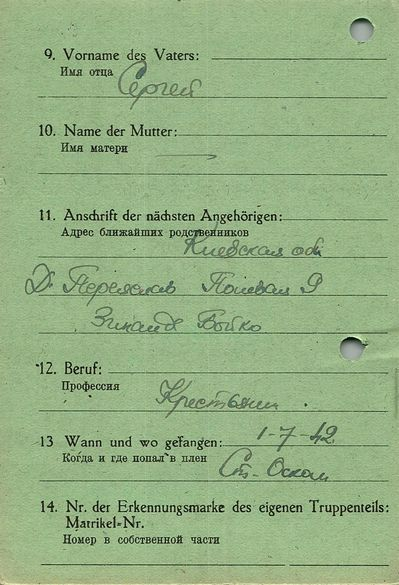 9. Vorname des Vaters:
Имя отца
Сергей
10. Name der Mutter:
Имя матери
11. Anschrift der nächsten Angehörigen:
Адрес ближайших родственников
Киевская обл
Переяслав Полевая 9
Бойко
12. Beruf:
Профессия
Крестьянин
13 Wann und wo gefangen: 1-7-42
Когда и где попал в плен
Ст-Оскол
14. Nr. der Erkennungsmarke des eigenen Truppenteils:
Matrikel-Nr.
Номер в собственной части